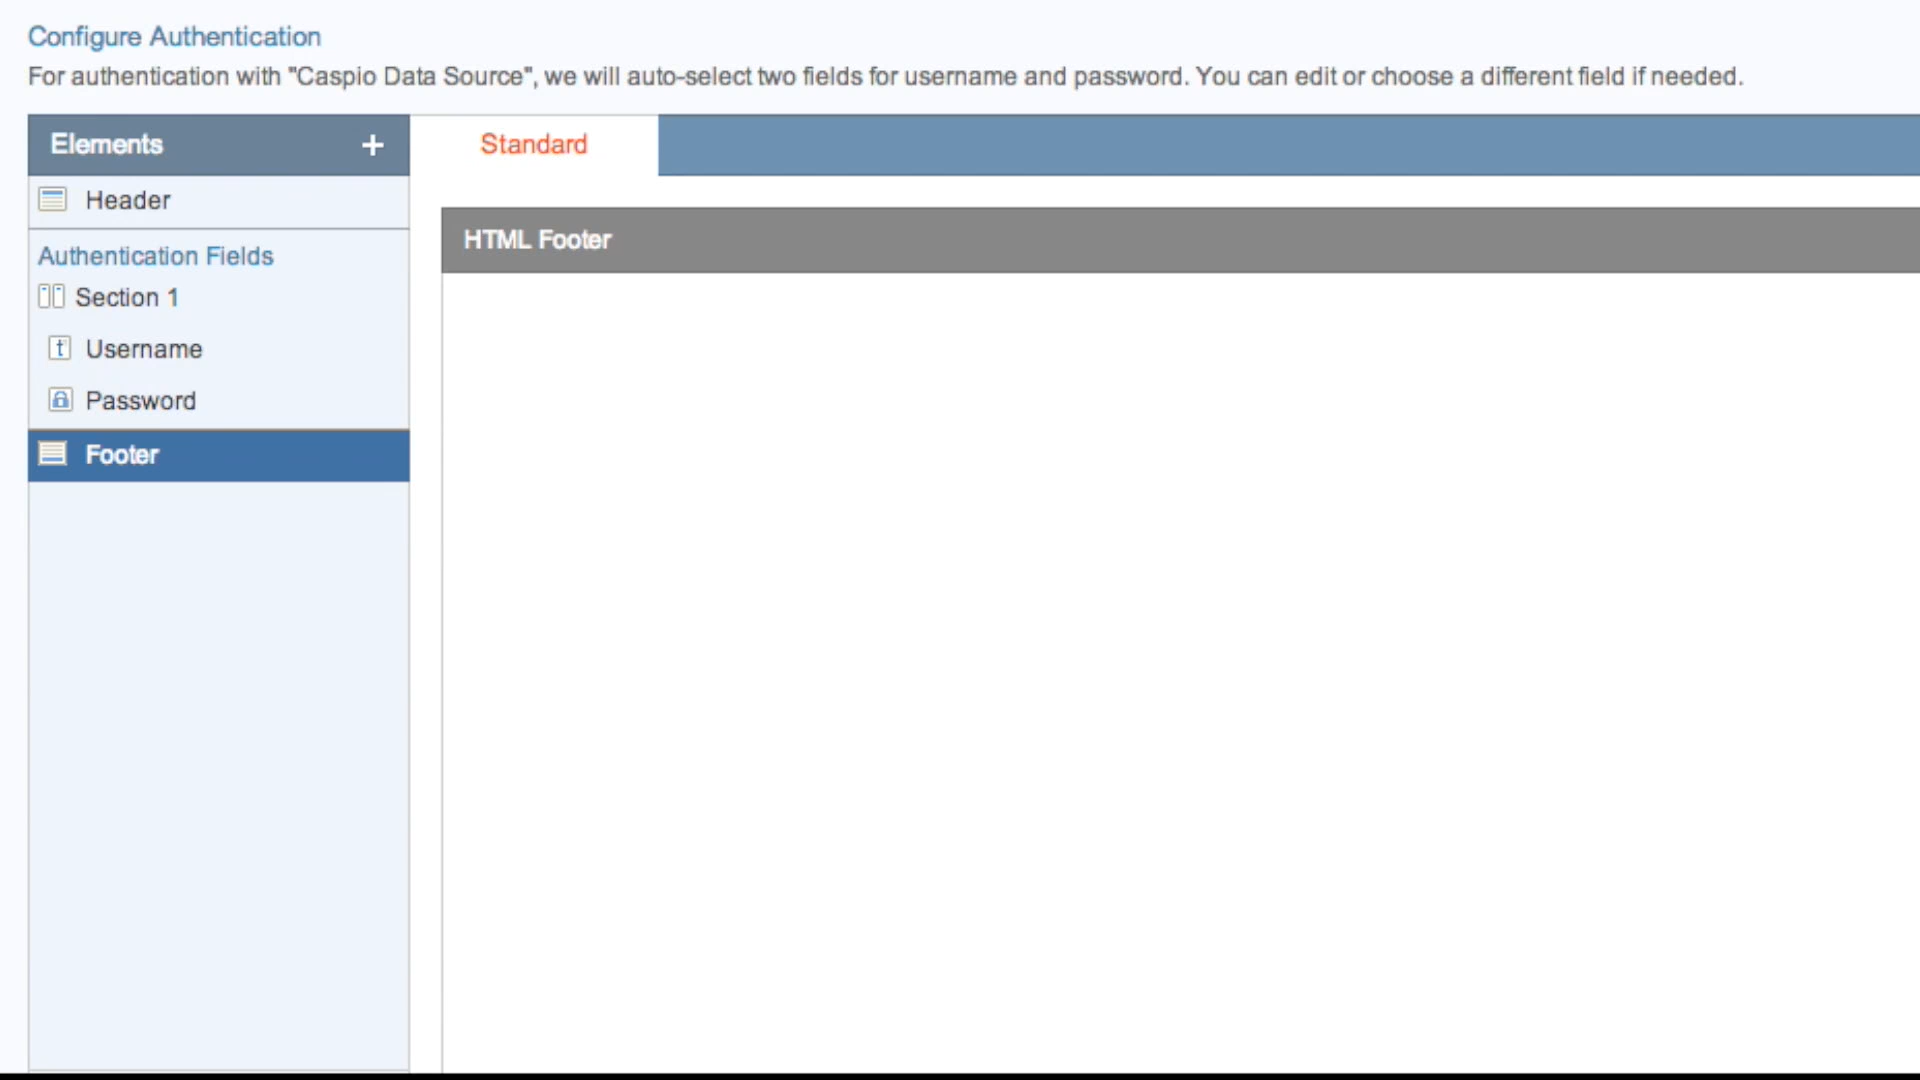 Configure Authentication
For authentication with "Caspio Data Source", we will auto-select two fields for username and password. You can edit or choose a different field if needed.
Elements +
Standard
Header
HTML Footer
Authentication Fields
Section 1
t Username
Password
Footer